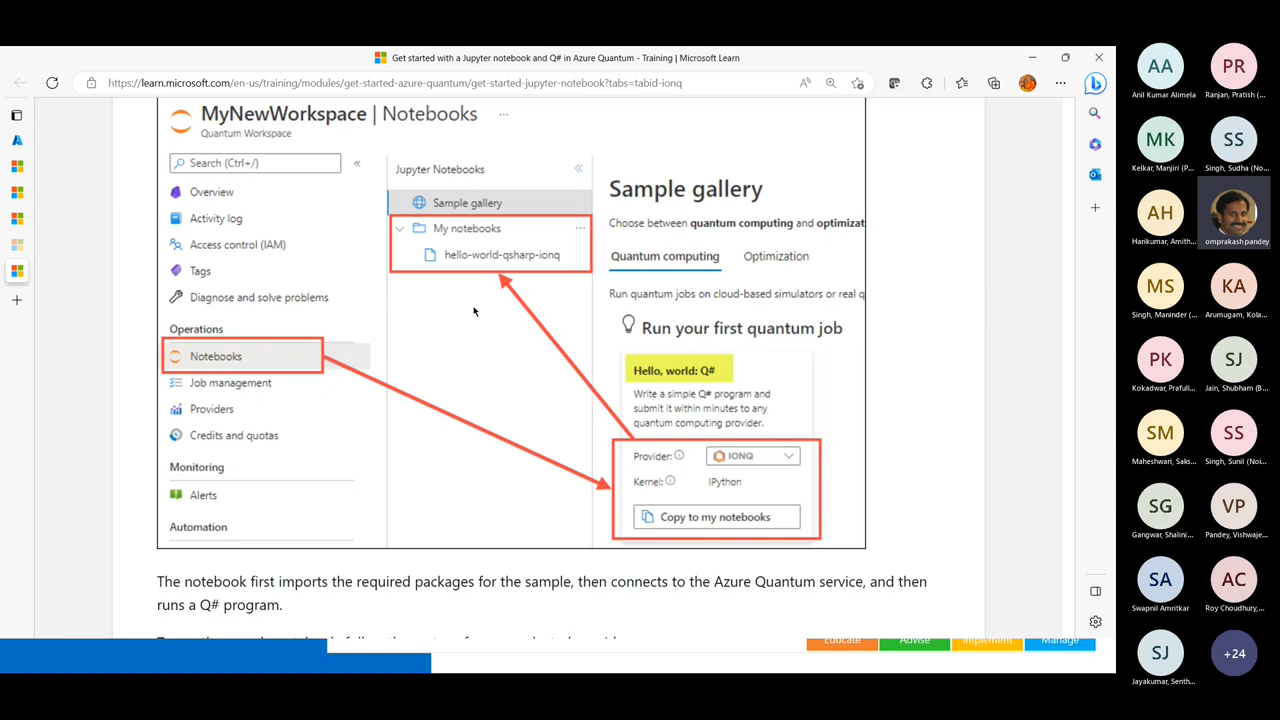 Get started with a Jupyter notebook and Q# in Azure Quantum - Training | Microsoft Learn
https://learn.microsoft.com/en-us/training/modules/get-started-azure-quantum/get-started-jupyter-notebook?tabs=tabid-ionq
MyNewWorkspace | Notebooks
Quantum Workspace
Search (Ctrl+/)
Overview
Activity log
Access control (IAM)
Tags
Diagnose and solve problems
Operations
Notebooks
Job management
Providers
Credits and quotas
Monitoring
Alerts
Automation
Jupyter Notebooks
Sample gallery
My notebooks
hello-world-qsharp-ionq
Sample gallery
Choose between quantum computing and optimizat
Quantum computing Optimization
Run quantum jobs on cloud-based simulators or real q
Run your first quantum job
Hello, world: Q#
Write a simple Q# program and
submit it within minutes to any
quantum computing provider.
Provider: IONQ
Kernel: IPython
Copy to my notebooks
The notebook first imports the required packages for the sample, then connects to the Azure Quantum service, and then
runs a Q# program.
Educate Advise Implement Manage
AA
Anil Kumar Alimela
PR
Ranjan, Pratish (...
MK
Kelkar, Manjiri (P...
SS
Singh, Sudha (No...
AH
Harikumar, Amith...
omprakash pandey
MS
Singh, Maninder (...
KA
Arumugam, Kola...
PK
Kokadwar, Prafull...
SJ
Jain, Shubham (B...
SM
Maheshwari, Saks...
SS
Singh, Sunil (Noi...
SG
Gangwar, Shalini...
VP
Pandey, Vishwaje...
SA
Swapnil Amritkar
AC
Roy Choudhury,...
SJ
Jayakumar, Senth...
+24